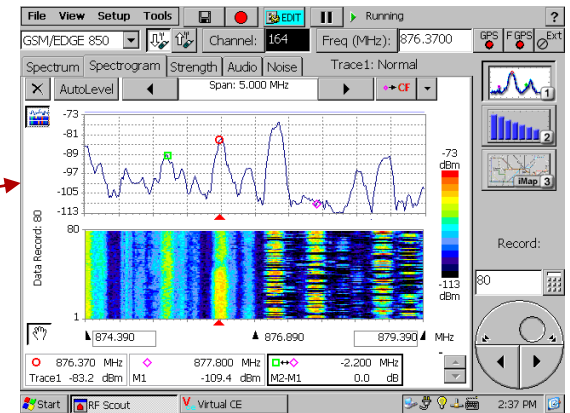 File View Setup Tools EDIT Running ?
GSM/EDGE 850 Channel: 164 Freq (MHz): 876.3700 GPS F GPS Ext
Spectrum Spectrogram Strength Audio Noise Trace1: Normal
AutoLevel Span: 5.000 MHz CF
1
-73
-81
-89
-97
-105
-113
-73
dBm
2
iMap 3
Data Record: 80
80
1
-113
dBm
Record:
80
874.390 876.890 879.390 MHz
876.370 MHz 877.800 MHz -2.200 MHz
Trace1 -83.2 dBm M1 -109.4 dBm M2-M1 0.0 dB
Start RF Scout Virtual CE 2:37 PM